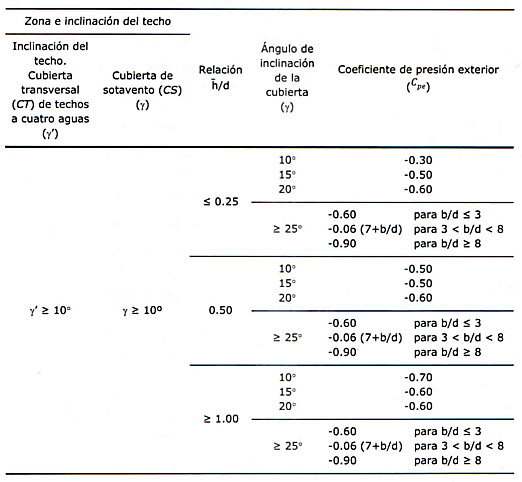 Zona e inclinación del techo
Inclinación del techo. Cubierta transversal (CT) de techos a cuatro aguas (γ′)
Cubierta de sotavento (CS) (γ)
Relación h̄/d
Ángulo de inclinación de la cubierta (γ)
Coeficiente de presión exterior (Cpe)
γ′ ≥ 10° γ ≥ 10º
≤ 0.25
10° -0.30
15° -0.50
20° -0.60
≥ 25°
-0.60 para b/d ≤ 3
-0.06 (7+b/d) para 3 < b/d < 8
-0.90 para b/d ≥ 8
0.50
10° -0.50
15° -0.50
20° -0.60
≥ 25°
-0.60 para b/d ≤ 3
-0.06 (7+b/d) para 3 < b/d < 8
-0.90 para b/d ≥ 8
≥ 1.00
10° -0.70
15° -0.60
20° -0.60
≥ 25°
-0.60 para b/d ≤ 3
-0.06 (7+b/d) para 3 < b/d < 8
-0.90 para b/d ≥ 8